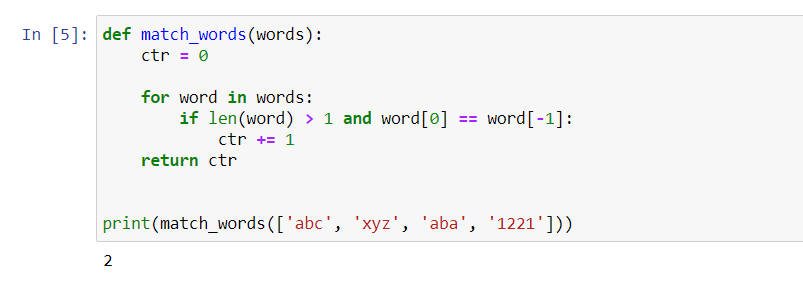 In [5]: def match_words(words):
    ctr = 0
    for word in words:
        if len(word) > 1 and word[0] == word[-1]:
            ctr += 1
    return ctr
print(match_words(['abc', 'xyz', 'aba', '1221']))
2